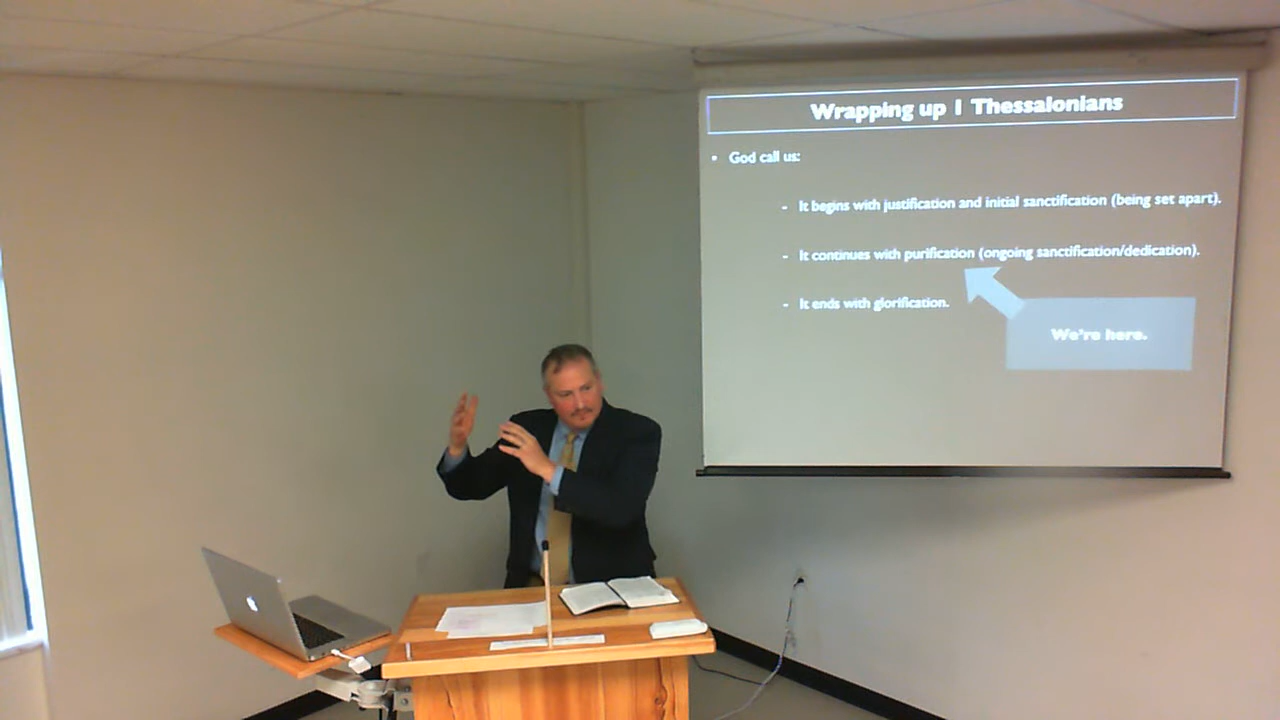 Wrapping up 1 Thessalonians
• God call us:
- It begins with justification and initial sanctification (being set apart).
- It continues with purification (ongoing sanctification/dedication).
- It ends with glorification.
We're here.